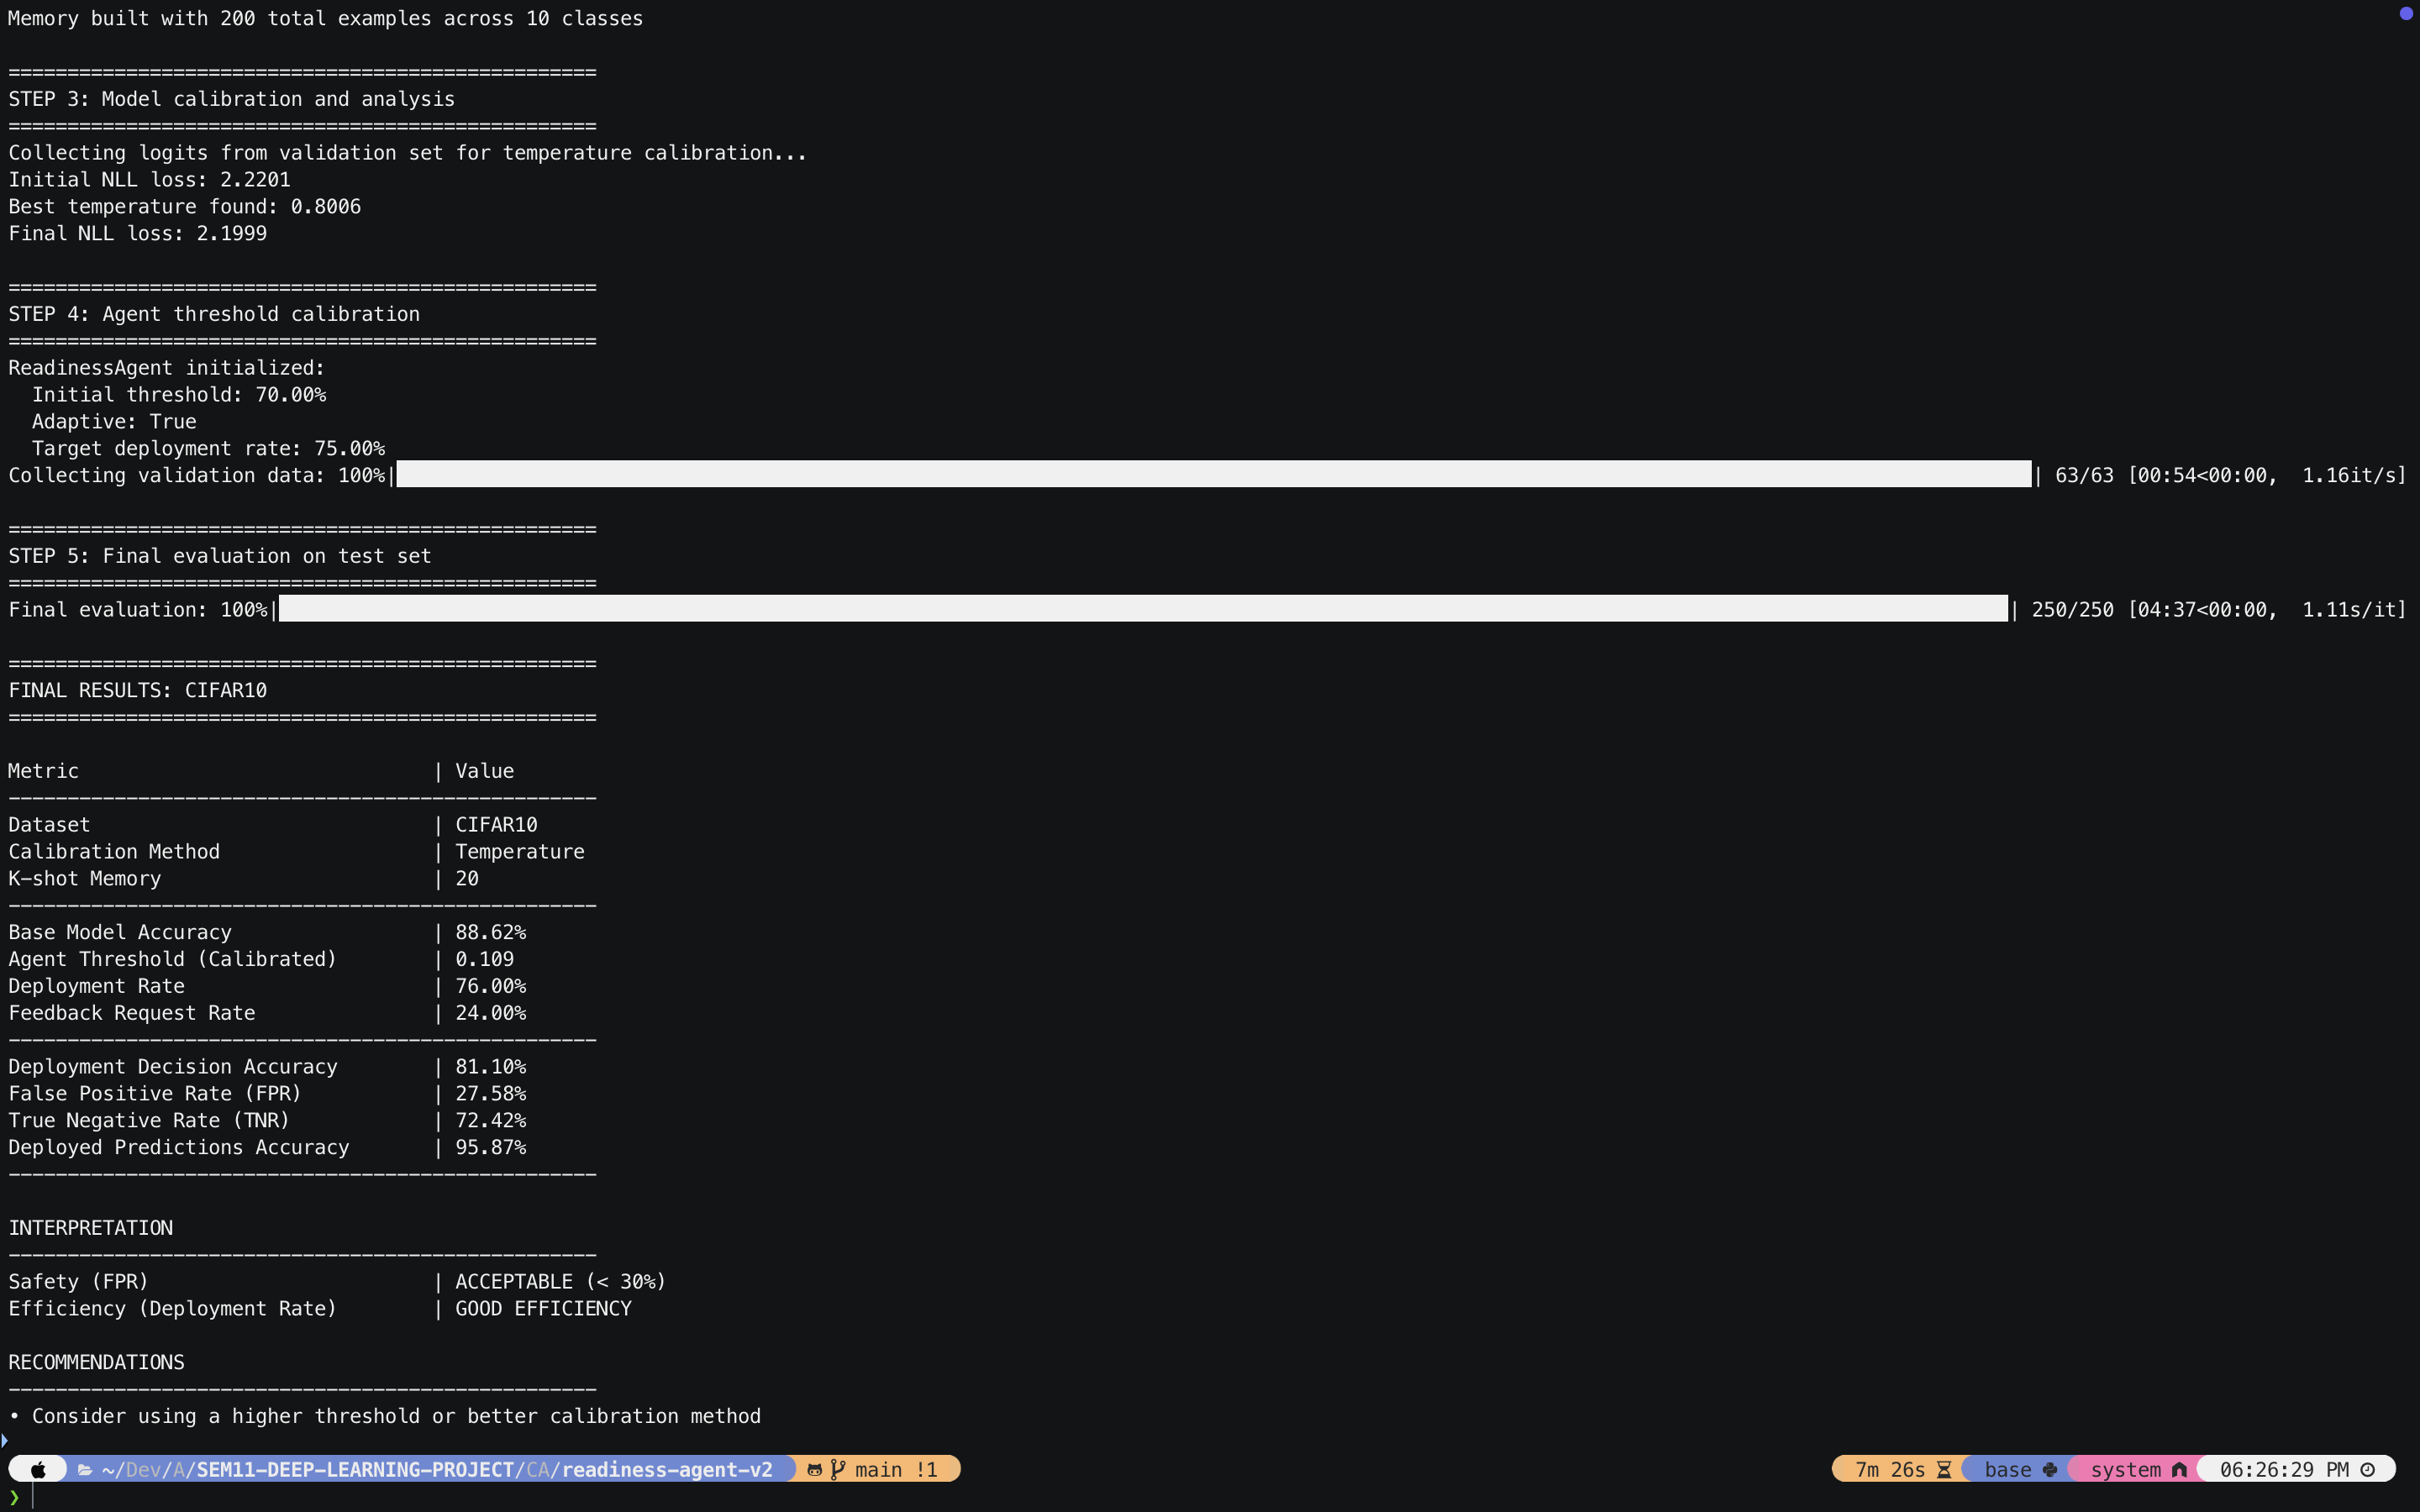 Memory built with 200 total examples across 10 classes
==================================================
STEP 3: Model calibration and analysis
==================================================
Collecting logits from validation set for temperature calibration...
Initial NLL loss: 2.2201
Best temperature found: 0.8006
Final NLL loss: 2.1999
==================================================
STEP 4: Agent threshold calibration
==================================================
ReadinessAgent initialized:
  Initial threshold: 70.00%
  Adaptive: True
  Target deployment rate: 75.00%
Collecting validation data: 100%| | 63/63 [00:54<00:00,  1.16it/s]
==================================================
STEP 5: Final evaluation on test set
==================================================
Final evaluation: 100%| | 250/250 [04:37<00:00,  1.11s/it]
==================================================
FINAL RESULTS: CIFAR10
==================================================
Metric | Value
--------------------------------------------------
Dataset | CIFAR10
Calibration Method | Temperature
K-shot Memory | 20
--------------------------------------------------
Base Model Accuracy | 88.62%
Agent Threshold (Calibrated) | 0.109
Deployment Rate | 76.00%
Feedback Request Rate | 24.00%
--------------------------------------------------
Deployment Decision Accuracy | 81.10%
False Positive Rate (FPR) | 27.58%
True Negative Rate (TNR) | 72.42%
Deployed Predictions Accuracy | 95.87%
--------------------------------------------------
INTERPRETATION
--------------------------------------------------
Safety (FPR) | ACCEPTABLE (< 30%)
Efficiency (Deployment Rate) | GOOD EFFICIENCY
RECOMMENDATIONS
--------------------------------------------------
• Consider using a higher threshold or better calibration method
~/Dev/A/SEM11-DEEP-LEARNING-PROJECT/CA/readiness-agent-v2 main !1 7m 26s base system 06:26:29 PM
❯